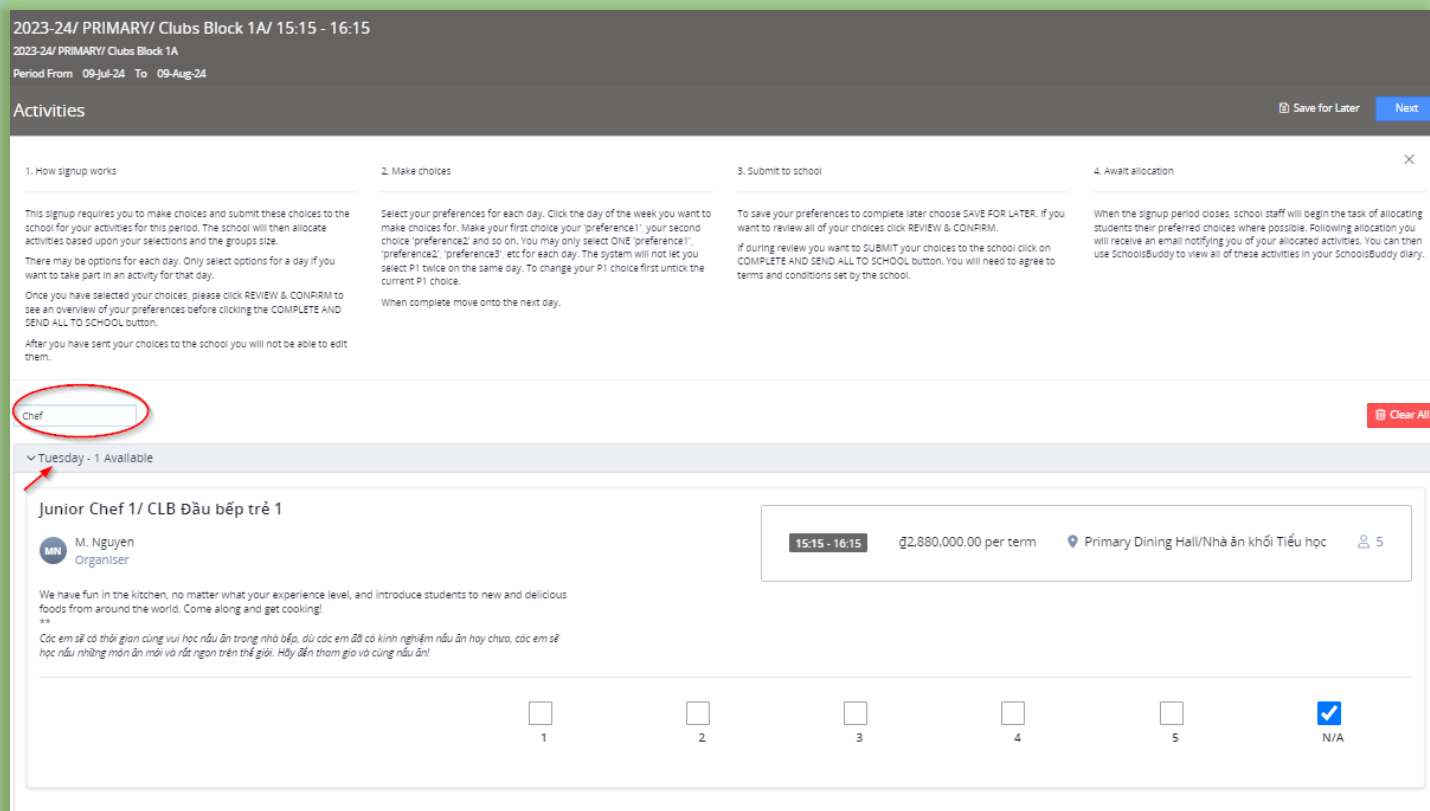 2023-24/ PRIMARY/ Clubs Block 1A/ 15:15 - 16:15
2023-24/ PRIMARY/ Clubs Block 1A
Period From 09-Jul-24 To 09-Aug-24
Activities
Save for Later
Next
1. How signup works
This signup requires you to make choices and submit these choices to the
school for your activities for this period. The school will then allocate
activities based upon your selections and the groups size.
There may be options for each day. Only select options for a day if you
want to take part in an activity for that day.
Once you have selected your choices, please click REVIEW & CONFIRM to
see an overview of your preferences before clicking the COMPLETE AND
SEND ALL TO SCHOOL button.
After you have sent your choices to the school you will not be able to edit
them.
2. Make choices
Select your preferences for each day. Click the day of the week you want to
make choices for. Make your first choice your 'preference1', your second
choice 'preference2' and so on. You may only select ONE 'preference1',
'preference2', 'preference3', etc for each day. The system will not let you
select P1 twice on the same day. To change your P1 choice first untick the
current P1 choice.
When complete move onto the next day.
3. Submit to school
To save your preferences to complete later choose SAVE FOR LATER. If you
want to review all of your choices click REVIEW & CONFIRM.
If during review you want to SUBMIT your choices to the school click on
COMPLETE AND SEND ALL TO SCHOOL button. You will need to agree to
terms and conditions set by the school.
4. Await allocation
When the signup period closes, school staff will begin the task of allocating
students their preferred choices where possible. Following allocation you
will receive an email notifying you of your allocated activities. You can then
use SchoolsBuddy to view all of these activities in your SchoolsBuddy diary.
Chef
Clear All
Tuesday - 1 Available
Junior Chef 1/ CLB Đầu bếp trẻ 1
MN
M. Nguyen
Organiser
15:15 - 16:15
₫2,880,000.00 per term
Primary Dining Hall/Nhà ăn khối Tiểu học
5
We have fun in the kitchen, no matter what your experience level, and introduce students to new and delicious
foods from around the world. Come along and get cooking!
**
Các em sẽ có thời gian cùng vui học nấu ăn trong nhà bếp, dù các em đã có kinh nghiệm nấu ăn hay chưa, các em sẽ
học nấu những món ăn mới và rất ngon trên thế giới. Hãy đến tham gia và cùng nấu ăn!
1
2
3
4
5
N/A